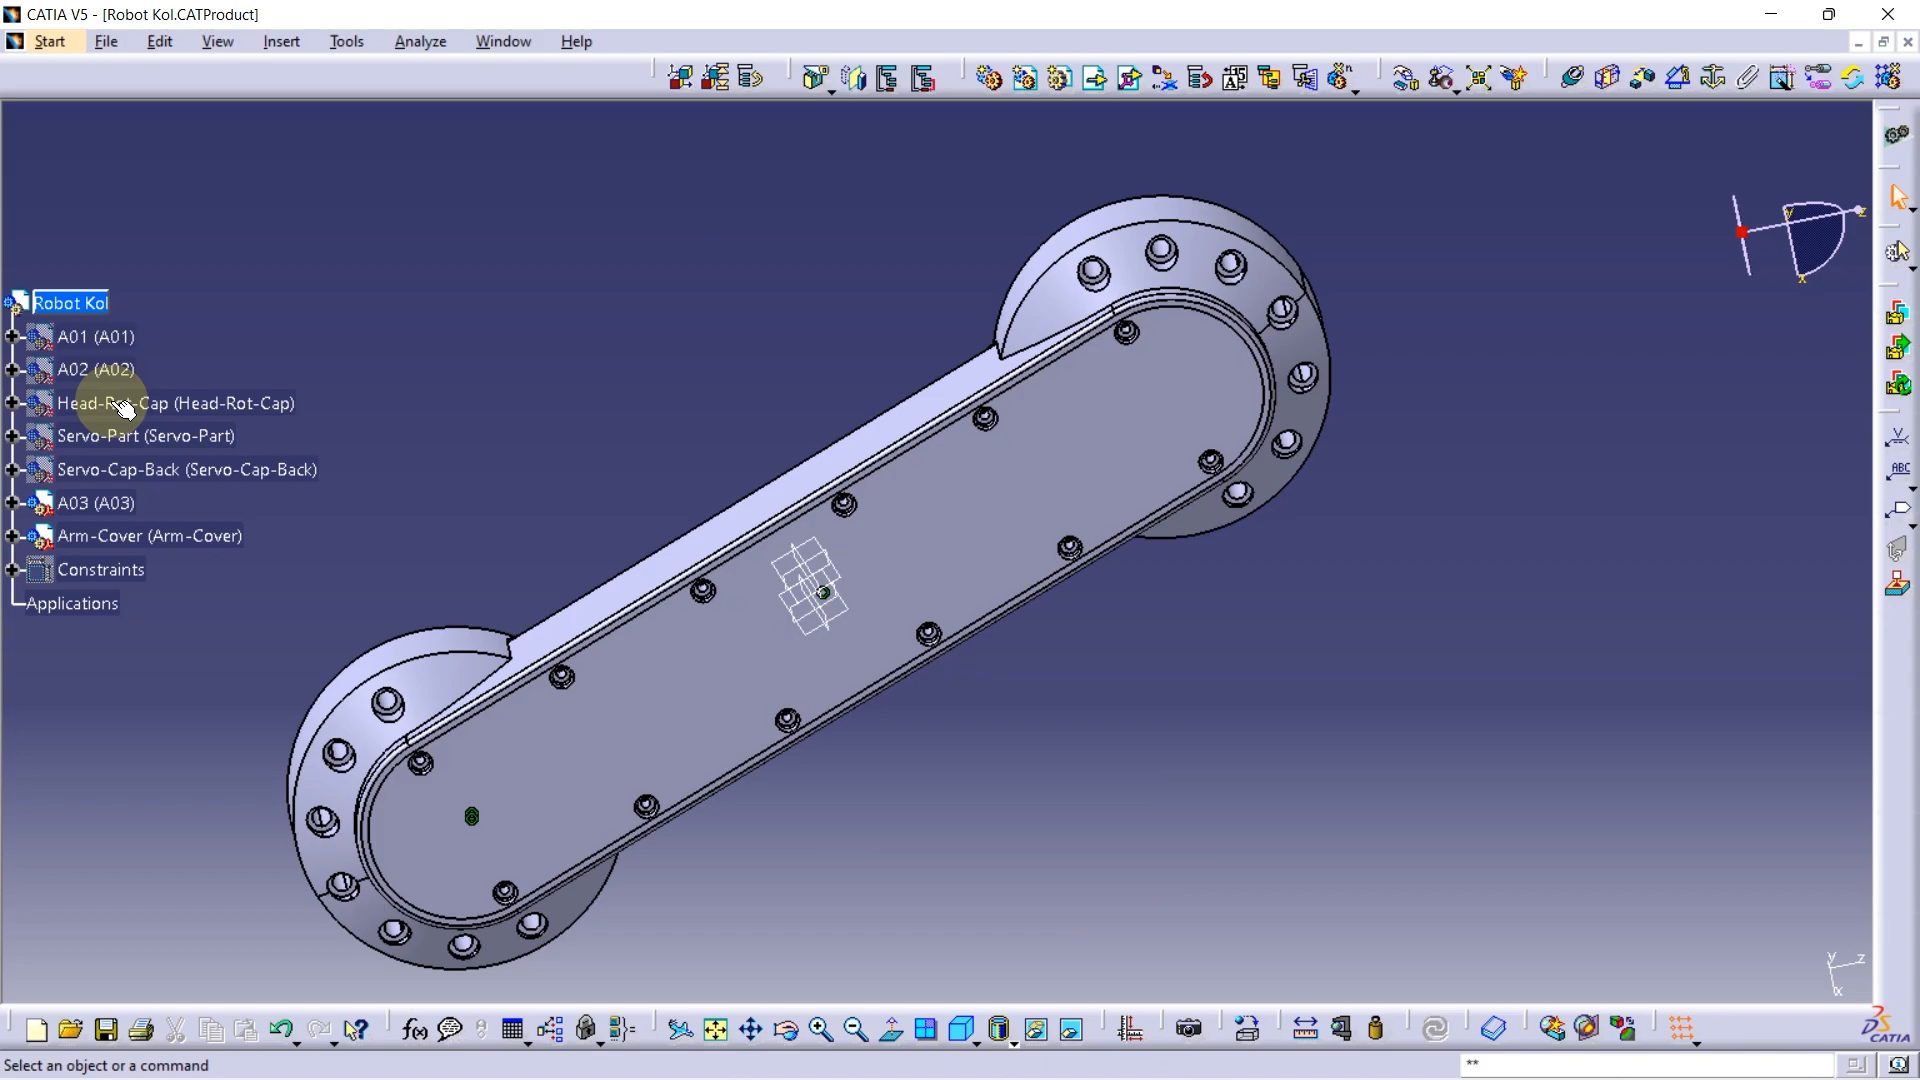 CATIA V5 - [Robot Kol.CATProduct]
Start File Edit View Insert Tools Analyze Window Help
Robot Kol
A01 (A01)
A02 (A02)
Head-Rot-Cap (Head-Rot-Cap)
Servo-Part (Servo-Part)
Servo-Cap-Back (Servo-Cap-Back)
A03 (A03)
Arm-Cover (Arm-Cover)
Constraints
Applications
y
z
x
ABC
y
z
x
f(x)
CATIA
Select an object or a command
**